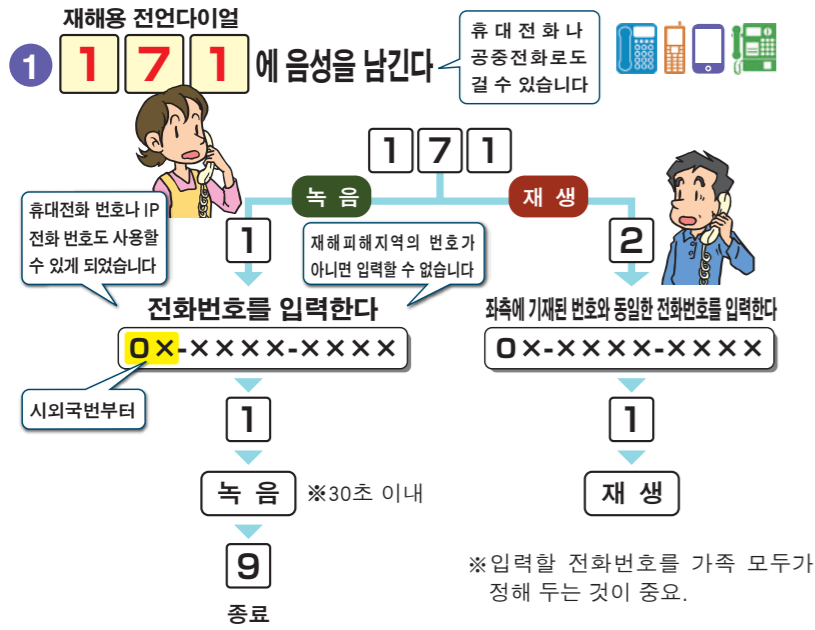 재해용 전언다이얼
1 1 7 1 에 음성을 남긴다
휴대전화나
공중전화로도
걸 수 있습니다
1 7 1
녹 음
재 생
휴대전화 번호나 IP
전화 번호도 사용할
수 있게 되었습니다
1
재해피해지역의 번호가
아니면 입력할 수 없습니다
2
전화번호를 입력한다
0×-××××-××××
시외국번부터
1
녹 음 ※30초 이내
9
종료
좌측에 기재된 번호와 동일한 전화번호를 입력한다
0×-××××-××××
1
재 생
※입력할 전화번호를 가족 모두가
정해 두는 것이 중요.